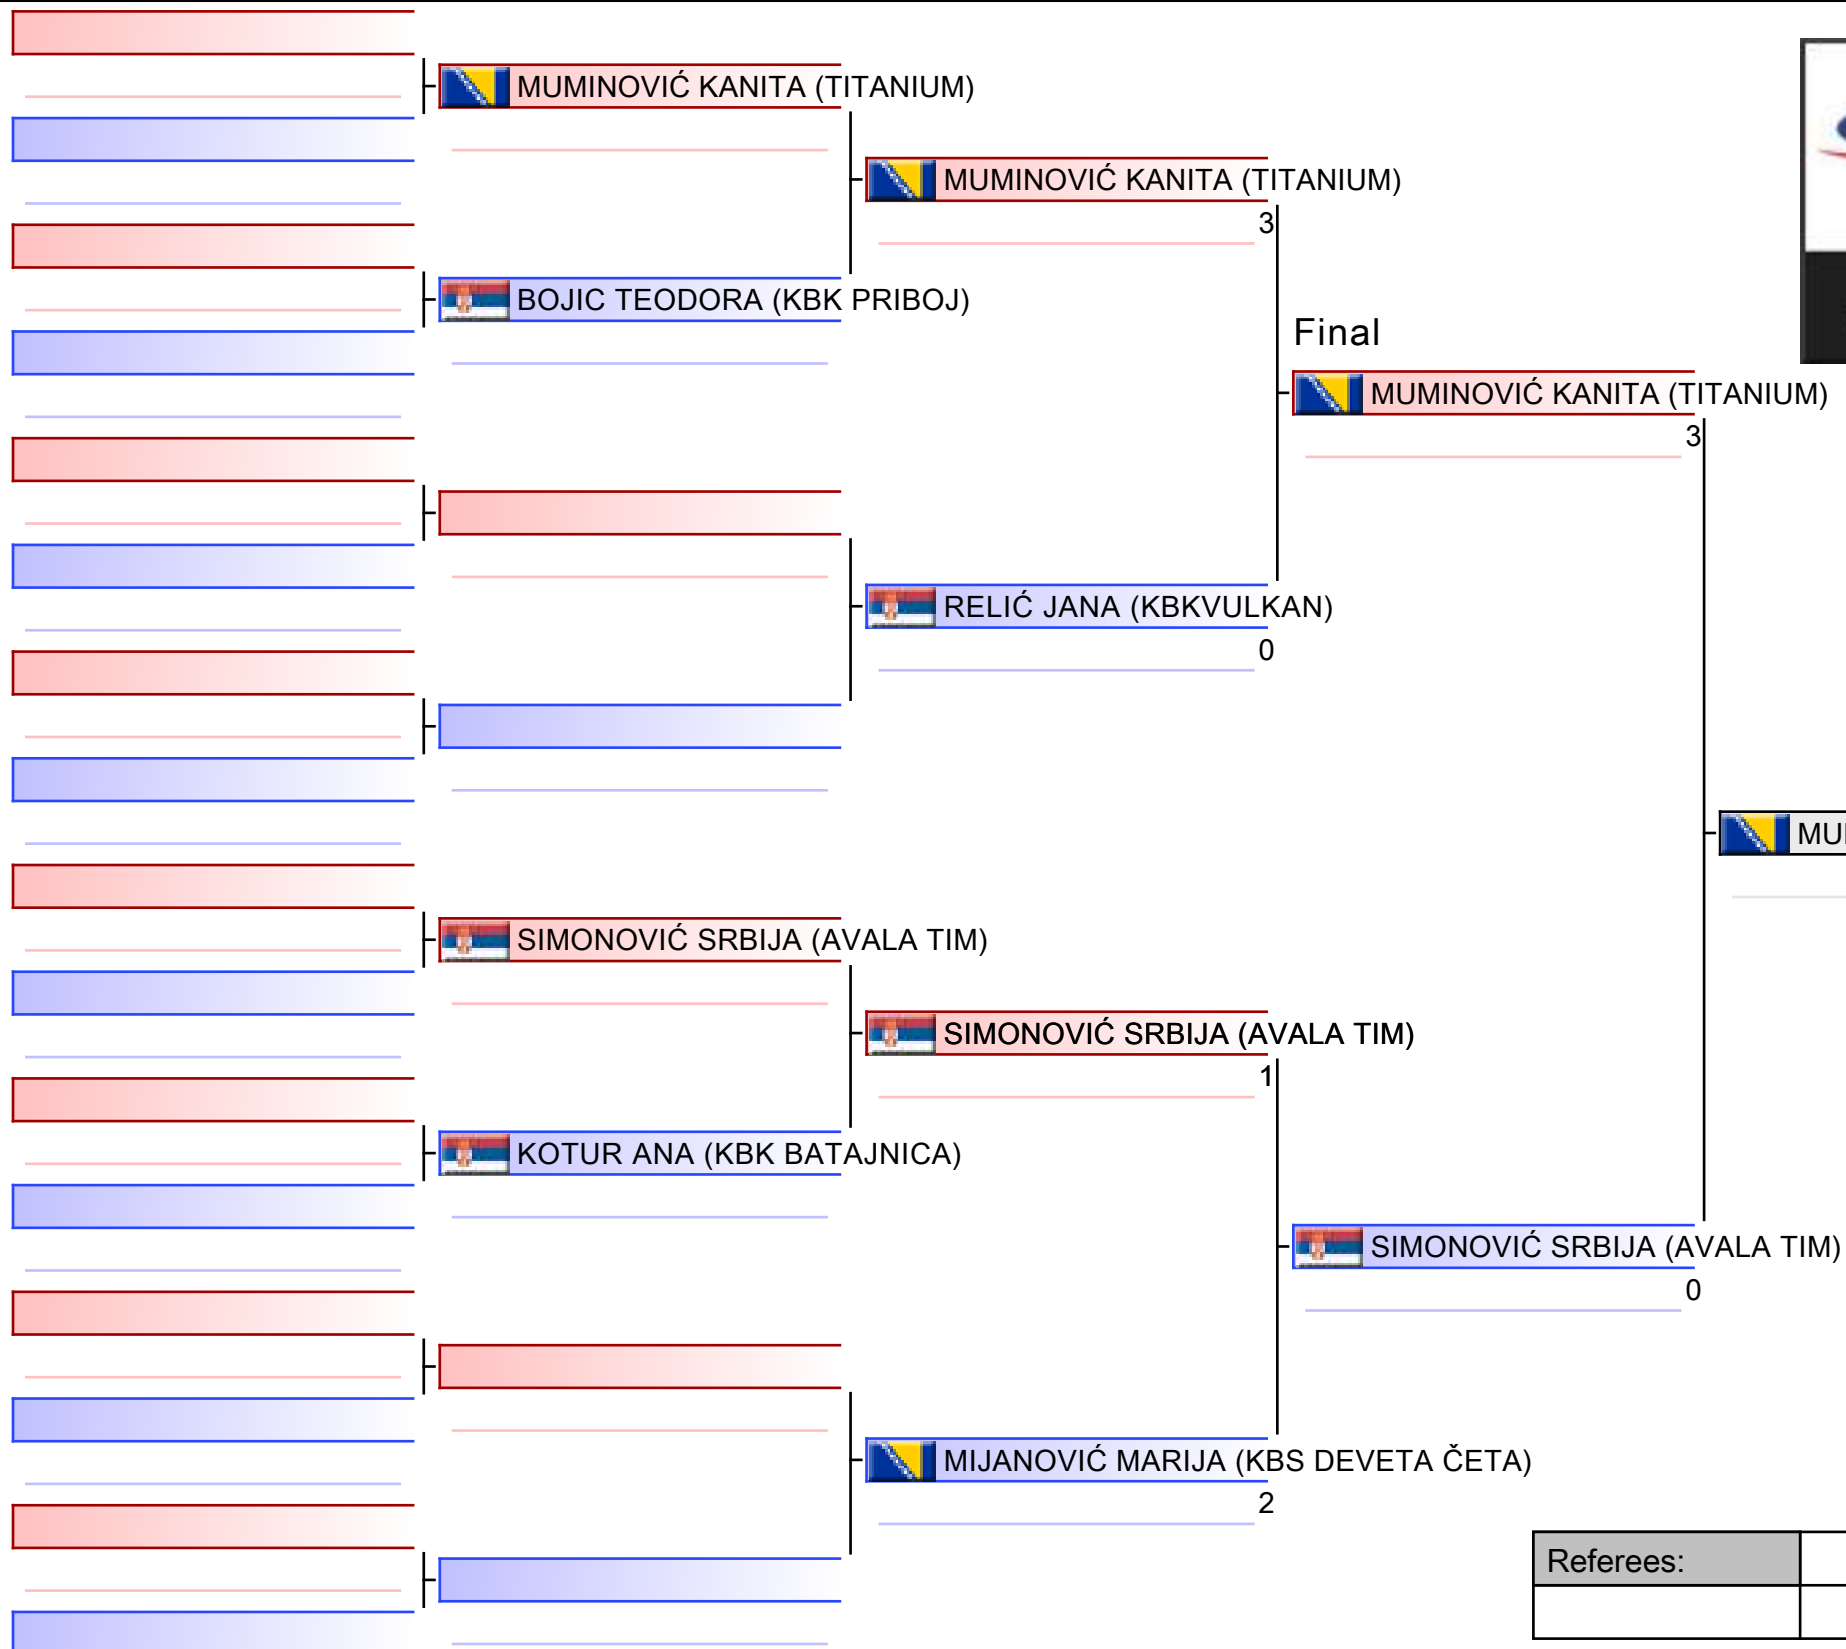 MUMINOVIĆ KANITA (TITANIUM)
BOJIC TEODORA (KBK PRIBOJ)
SIMONOVIĆ SRBIJA (AVALA TIM)
KOTUR ANA (KBK BATAJNICA)
MUMINOVIĆ KANITA (TITANIUM)
3
RELIĆ JANA (KBKVULKAN)
0
SIMONOVIĆ SRBIJA (AVALA TIM)
1
MIJANOVIĆ MARIJA (KBS DEVETA ČETA)
2
Final
MUMINOVIĆ KANITA (TITANIUM)
3
SIMONOVIĆ SRBIJA (AVALA TIM)
0
Referees: